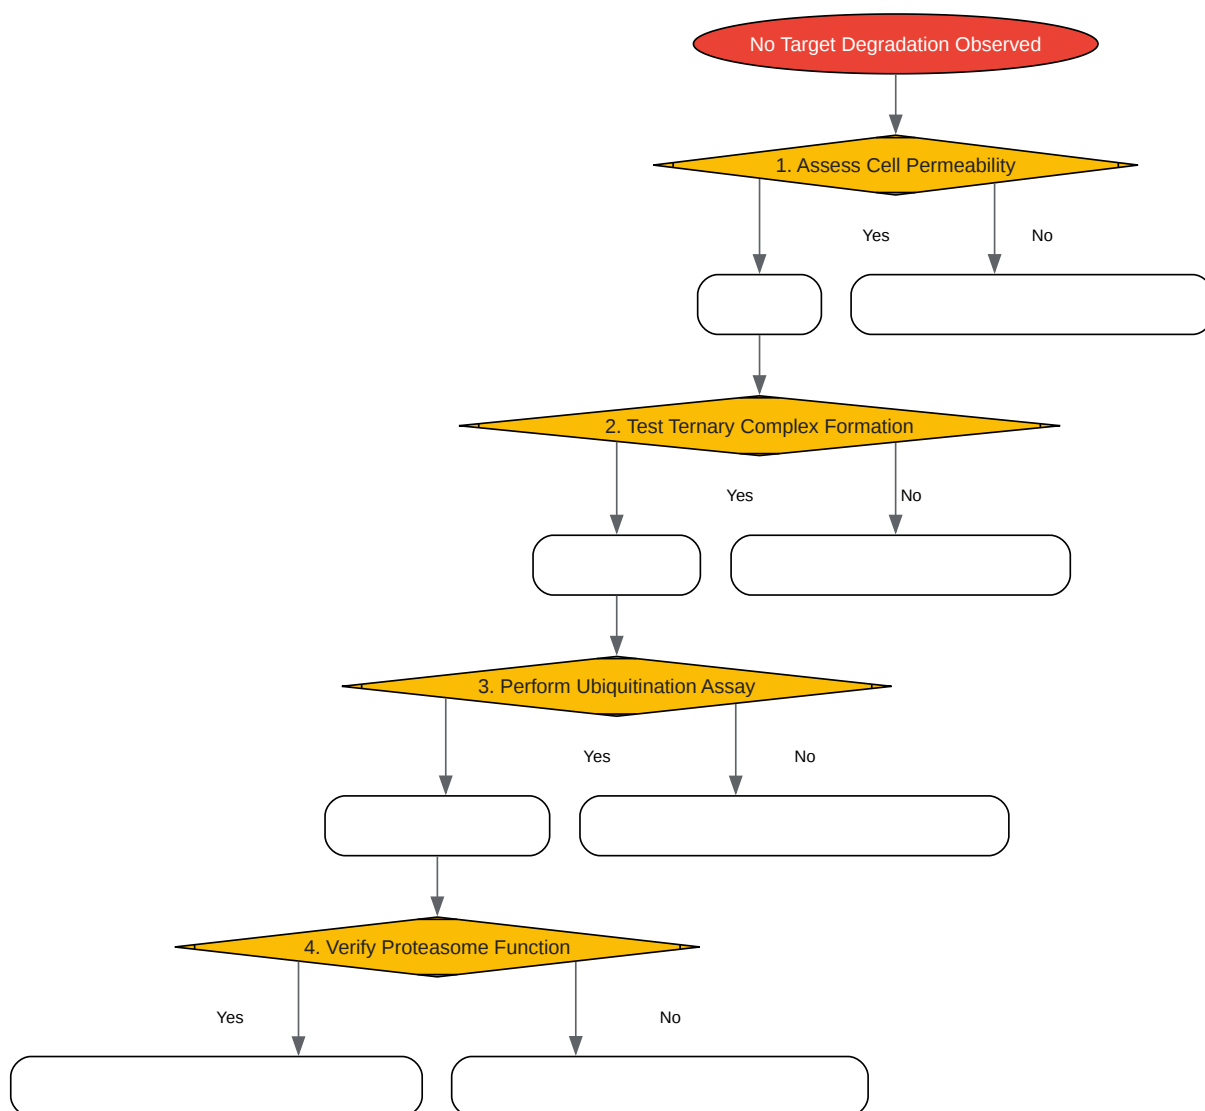 No Target Degradation Observed
1. Assess Cell Permeability
Yes
No
2. Test Ternary Complex Formation
Yes
No
3. Perform Ubiquitination Assay
Yes
No
4. Verify Proteasome Function
Yes
No